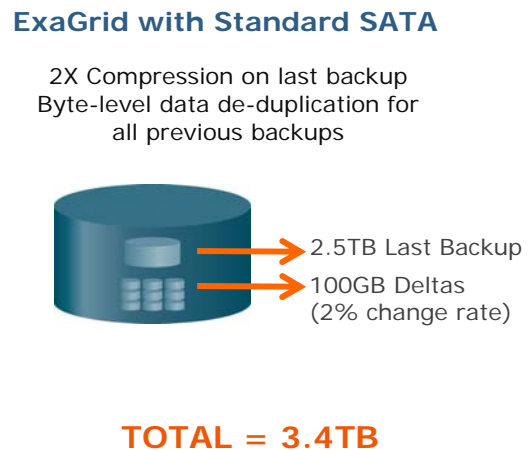 ExaGrid with Standard SATA
2X Compression on last backup
Byte-level data de-duplication for
all previous backups
2.5TB Last Backup
100GB Deltas
(2% change rate)
TOTAL = 3.4TB